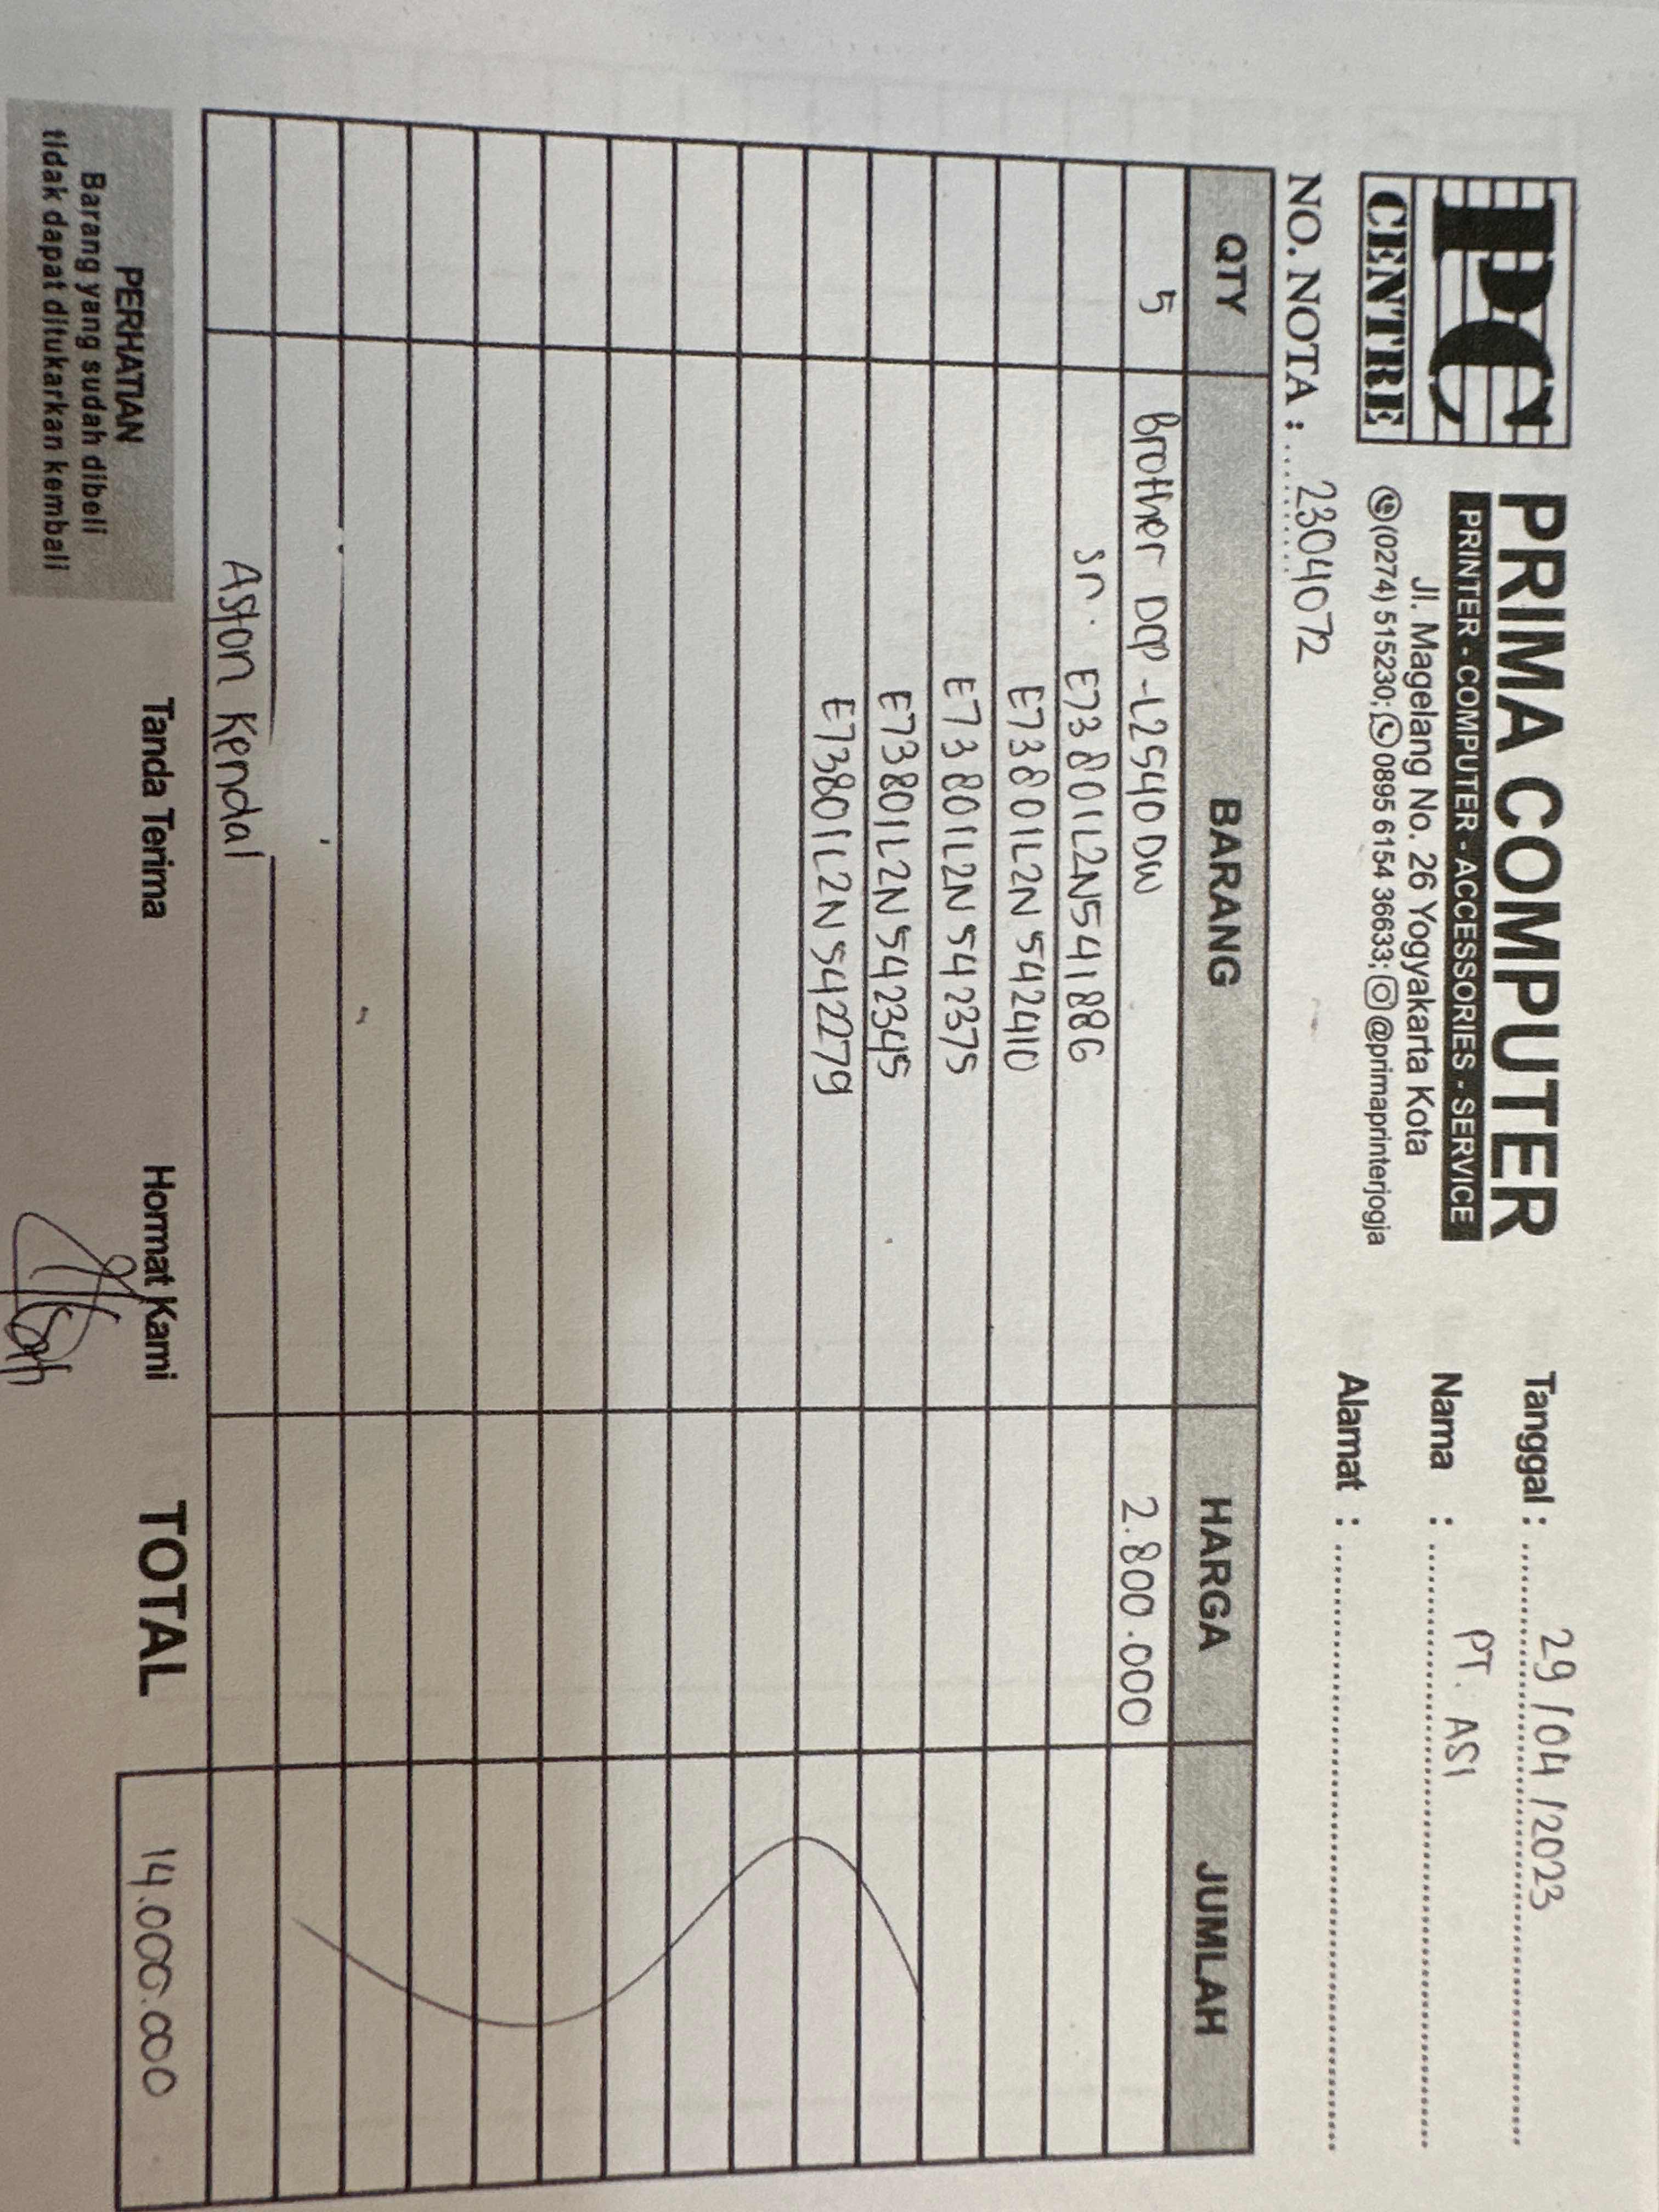 PC
CENTRE
PRIMA COMPUTER
PRINTER - COMPUTER - ACCESSORIES - SERVICE
Jl. Magelang No. 26 Yogyakarta Kota
(0274) 515230; 0895 6154 36633; @primaprinterjogja
Tanggal : 29/04/2023
Nama : PT. ASI
Alamat :
NO. NOTA : 2304072
QTY BARANG HARGA JUMLAH
5 Brother Dcp-L2540DW 2.800.000
Sn. E73801L2N541886
E73801L2N542410
E73801L2N542375
E73801L2N542345
E73801L2N542279
Aston Kendal
PERHATIAN
Barang yang sudah dibeli
tidak dapat ditukarkan kembali
Tanda Terima
Hormat Kami
TOTAL 14.000.000